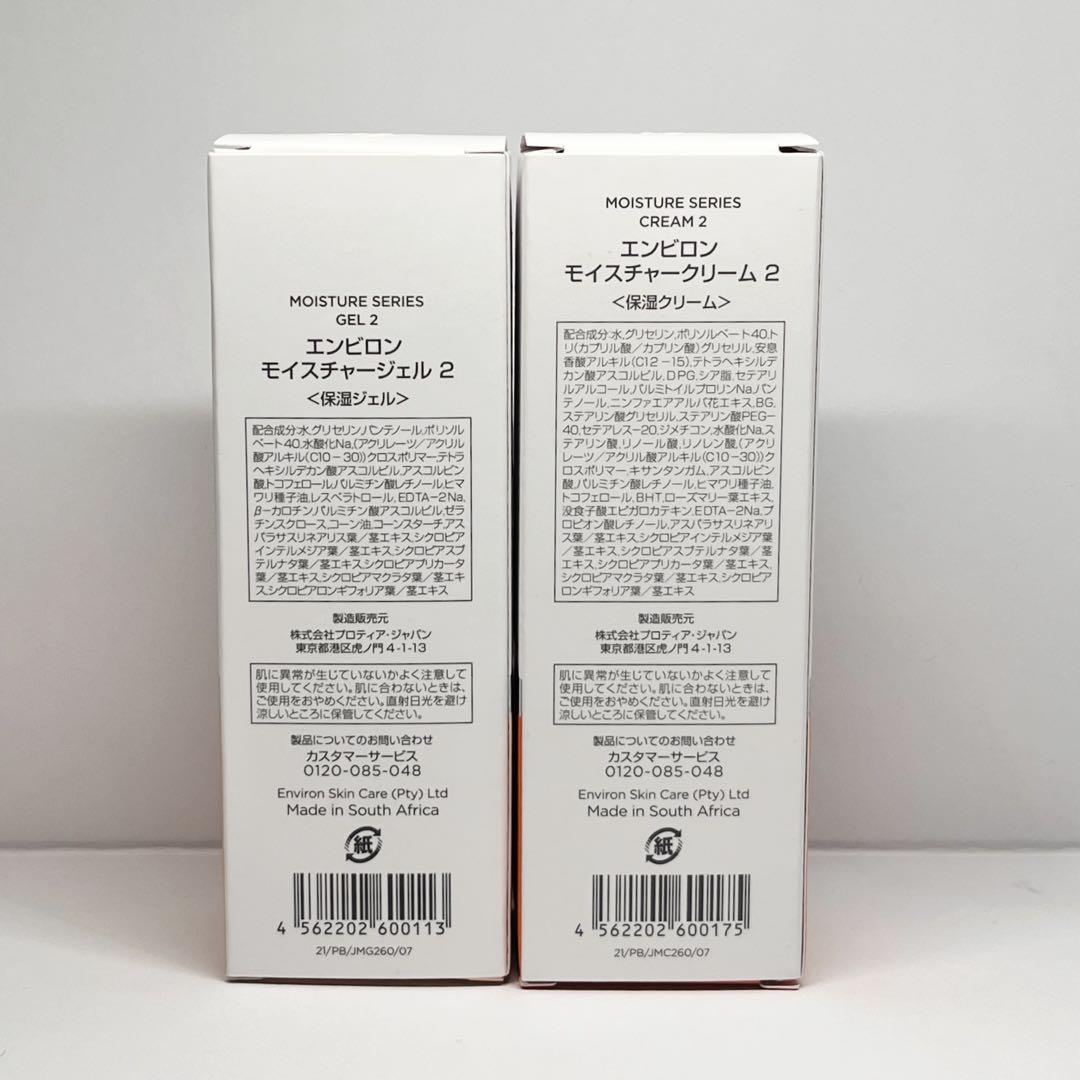 MOISTURE SERIES
GEL 2
エンビロン
モイスチャージェル 2
<保湿ジェル>
配合成分:水,グリセリン,パンテノール,ポリソル
ベート40,水酸化Na,(アクリレーツ/アクリル
酸アルキル(C10-30))クロスポリマー,テトラ
ヘキシルデカン酸アスコルビル,アスコルビン
酸,トコフェロール,パルミチン酸レチノール,ヒマ
ワリ種子油,レスベラトロール,EDTA-2Na,
β-カロチン,パルミチン酸アスコルビル,ゼラ
チン,スクロース,コーン油,コーンスターチ,アス
パラサスリネアリス葉/茎エキス,シクロピア
インテルメジア葉/茎エキス,シクロピアスブ
テルナタ葉/茎エキス,シクロピアプリカータ
葉/茎エキス,シクロピアマクラタ葉/茎エキ
ス,シクロピアロンギフォリア葉/茎エキス
製造販売元
株式会社プロティア・ジャパン
東京都港区虎ノ門4-1-13
肌に異常が生じていないかよく注意して
使用してください。肌に合わないときは、
ご使用をおやめください。直射日光を避け
涼しいところに保管してください。
製品についてのお問い合わせ
カスタマーサービス
0120-085-048
Environ Skin Care (Pty) Ltd
Made in South Africa
紙
4 562202 600113
21/PB/JMG260/07
MOISTURE SERIES
CREAM 2
エンビロン
モイスチャークリーム 2
<保湿クリーム>
配合成分:水,グリセリン,ポリソルベート40,ト
リ(カプリル酸/カプリン酸)グリセリル,安息
香酸アルキル(C12-15),テトラヘキシルデ
カン酸アスコルビル,DPG,シア脂,セテアリ
ルアルコール,パルミトイルプロリンNa,パン
テノール,ニンファエアアルバ花エキス,BG,
ステアリン酸グリセリル,ステアリン酸PEG-
40,セテアレス-20,ジメチコン,水酸化Na,ス
テアリン酸,リノール酸,リノレン酸,(アクリ
レーツ/アクリル酸アルキル(C10-30))ク
ロスポリマー,キサンタンガム,アスコルビン
酸,パルミチン酸レチノール,ヒマワリ種子油,
トコフェロール,BHT,ローズマリー葉エキス,
没食子酸エピガロカテキン,EDTA-2Na,プ
ロピオン酸レチノール,アスパラサスリネアリ
ス葉/茎エキス,シクロピアインテルメジア葉
/茎エキス,シクロピアスブテルナタ葉/茎
エキス,シクロピアプリカータ葉/茎エキス
,シクロピアマクラタ葉/茎エキス,シクロピア
ロンギフォリア葉/茎エキス
製造販売元
株式会社プロティア・ジャパン
東京都港区虎ノ門4-1-13
肌に異常が生じていないかよく注意して
使用してください。肌に合わないときは、
ご使用をおやめください。直射日光を避け
涼しいところに保管してください。
製品についてのお問い合わせ
カスタマーサービス
0120-085-048
Environ Skin Care (Pty) Ltd
Made in South Africa
紙
4 562202 600175
21/PB/JMC260/07